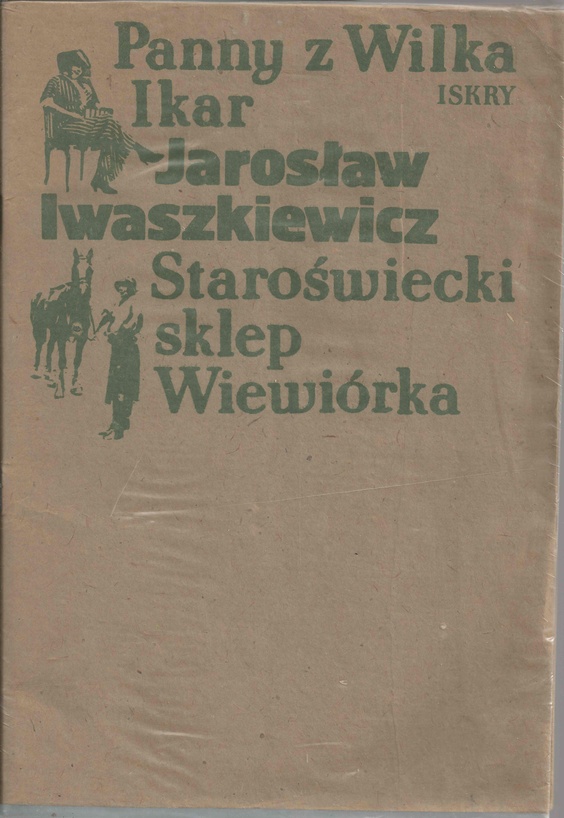 Panny z Wilka
ISKRY
Ikar
Jarosław
Iwaszkiewicz
Staroświecki
sklep
Wiewiórka